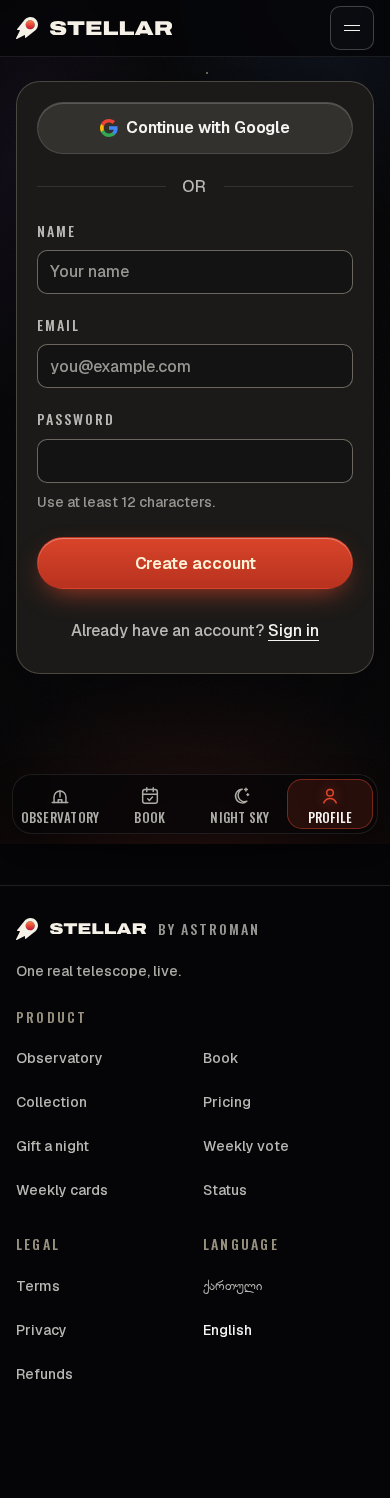 STELLAR
Continue with Google
OR
NAME
Your name
EMAIL
you@example.com
PASSWORD
Use at least 12 characters.
Create account
Already have an account? Sign in
OBSERVATORY BOOK NIGHT SKY PROFILE
STELLAR BY ASTROMAN
One real telescope, live.
PRODUCT
Observatory Book
Collection Pricing
Gift a night Weekly vote
Weekly cards Status
LEGAL LANGUAGE
Terms ქართული
Privacy English
Refunds